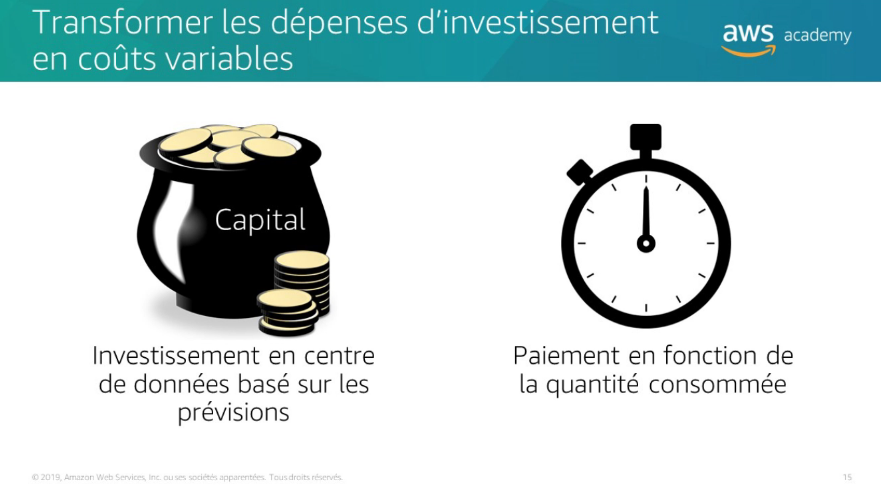 Transformer les dépenses d’investissement
en coûts variables
aws academy
Capital
Investissement en centre
de données basé sur les
prévisions
Paiement en fonction de
la quantité consommée
© 2019, Amazon Web Services, Inc. ou ses sociétés apparentées. Tous droits réservés.
15